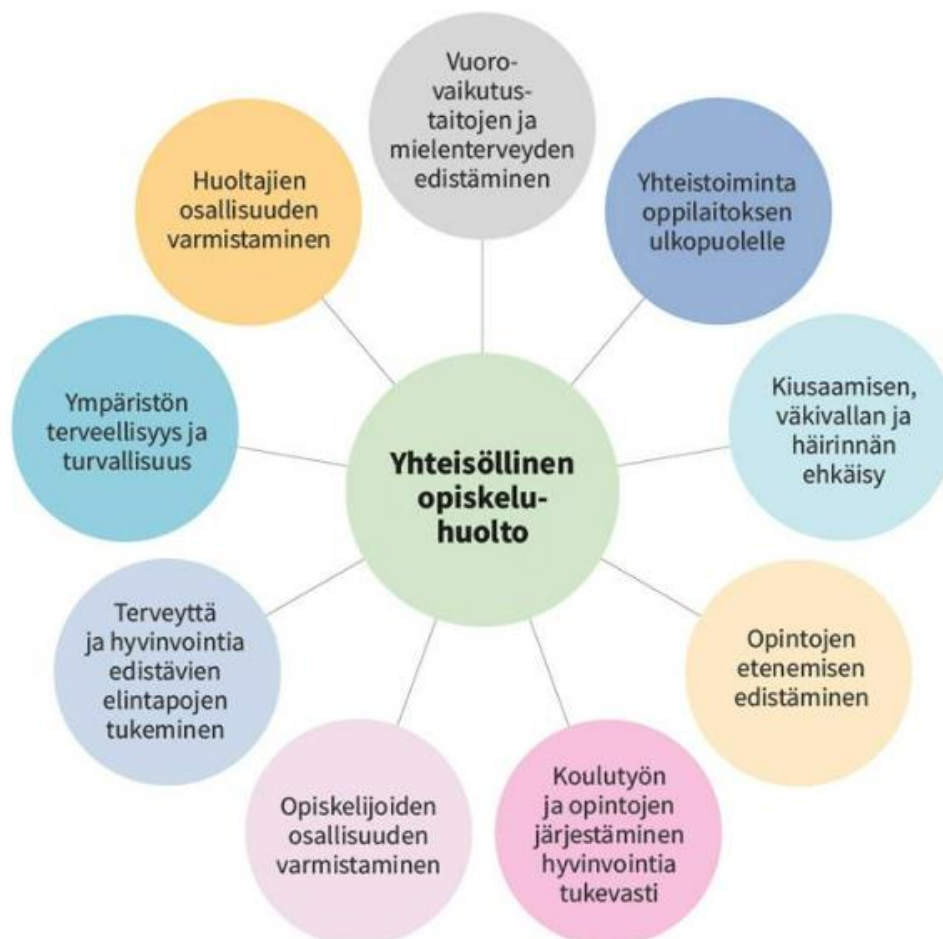 Vuoro-
vaikutus-
taitojen ja
mielenterveyden
edistäminen
Yhteistoiminta
oppilaitoksen
ulkopuolelle
Kiusaamisen,
väkivallan ja
häirinnän
ehkäisy
Opintojen
etenemisen
edistäminen
Koulutyön
ja opintojen
järjestäminen
hyvinvointia
tukevasti
Opiskelijoiden
osallisuuden
varmistaminen
Terveyttä
ja hyvinvointia
edistävien
elintapojen
tukeminen
Ympäristön
terveellisyys ja
turvallisuus
Huoltajien
osallisuuden
varmistaminen
Yhteisöllinen
opiskelu-
huolto